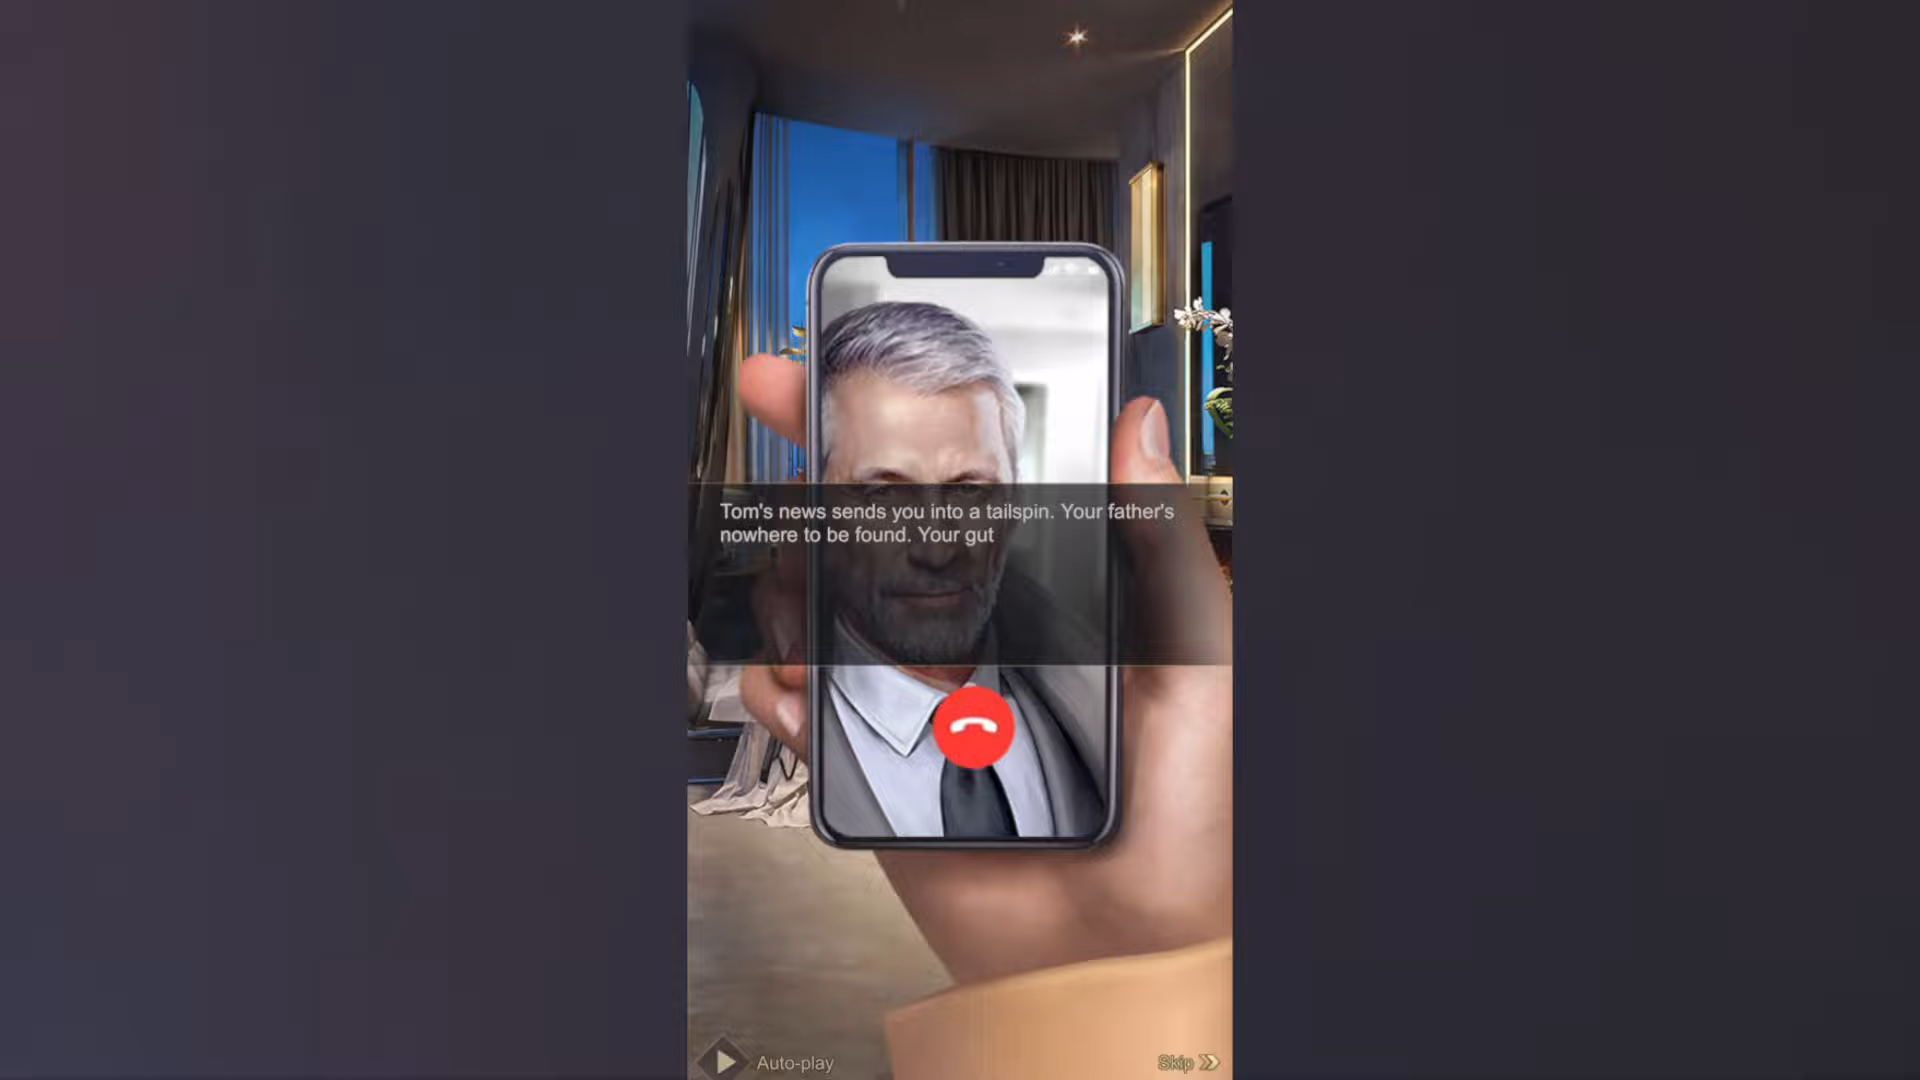 Tom's news sends you into a tailspin. Your father's
nowhere to be found. Your gut
Auto-play
Skip